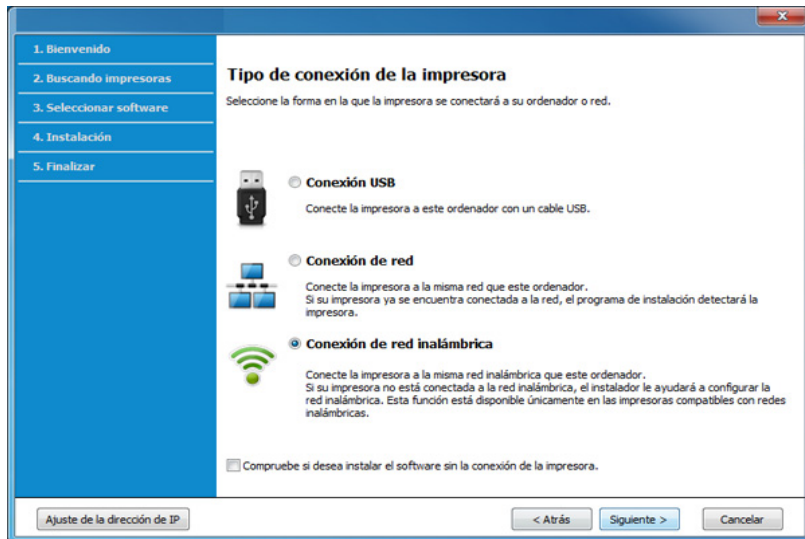 1. Bienvenido
2. Buscando impresoras
3. Seleccionar software
4. Instalación
5. Finalizar
Tipo de conexión de la impresora
Seleccione la forma en la que la impresora se conectará a su ordenador o red.
Conexión USB
Conecte la impresora a este ordenador con un cable USB.
Conexión de red
Conecte la impresora a la misma red que este ordenador.
Si su impresora ya se encuentra conectada a la red, el programa de instalación detectará la
impresora.
Conexión de red inalámbrica
Conecte la impresora a la misma red inalámbrica que este ordenador.
Si su impresora no está conectada a la red inalámbrica, el instalador le ayudará a configurar la
red inalámbrica. Esta función está disponible únicamente en las impresoras compatibles con redes
inalámbricas.
Compruebe si desea instalar el software sin la conexión de la impresora.
Ajuste de la dirección de IP
< Atrás
Siguiente >
Cancelar